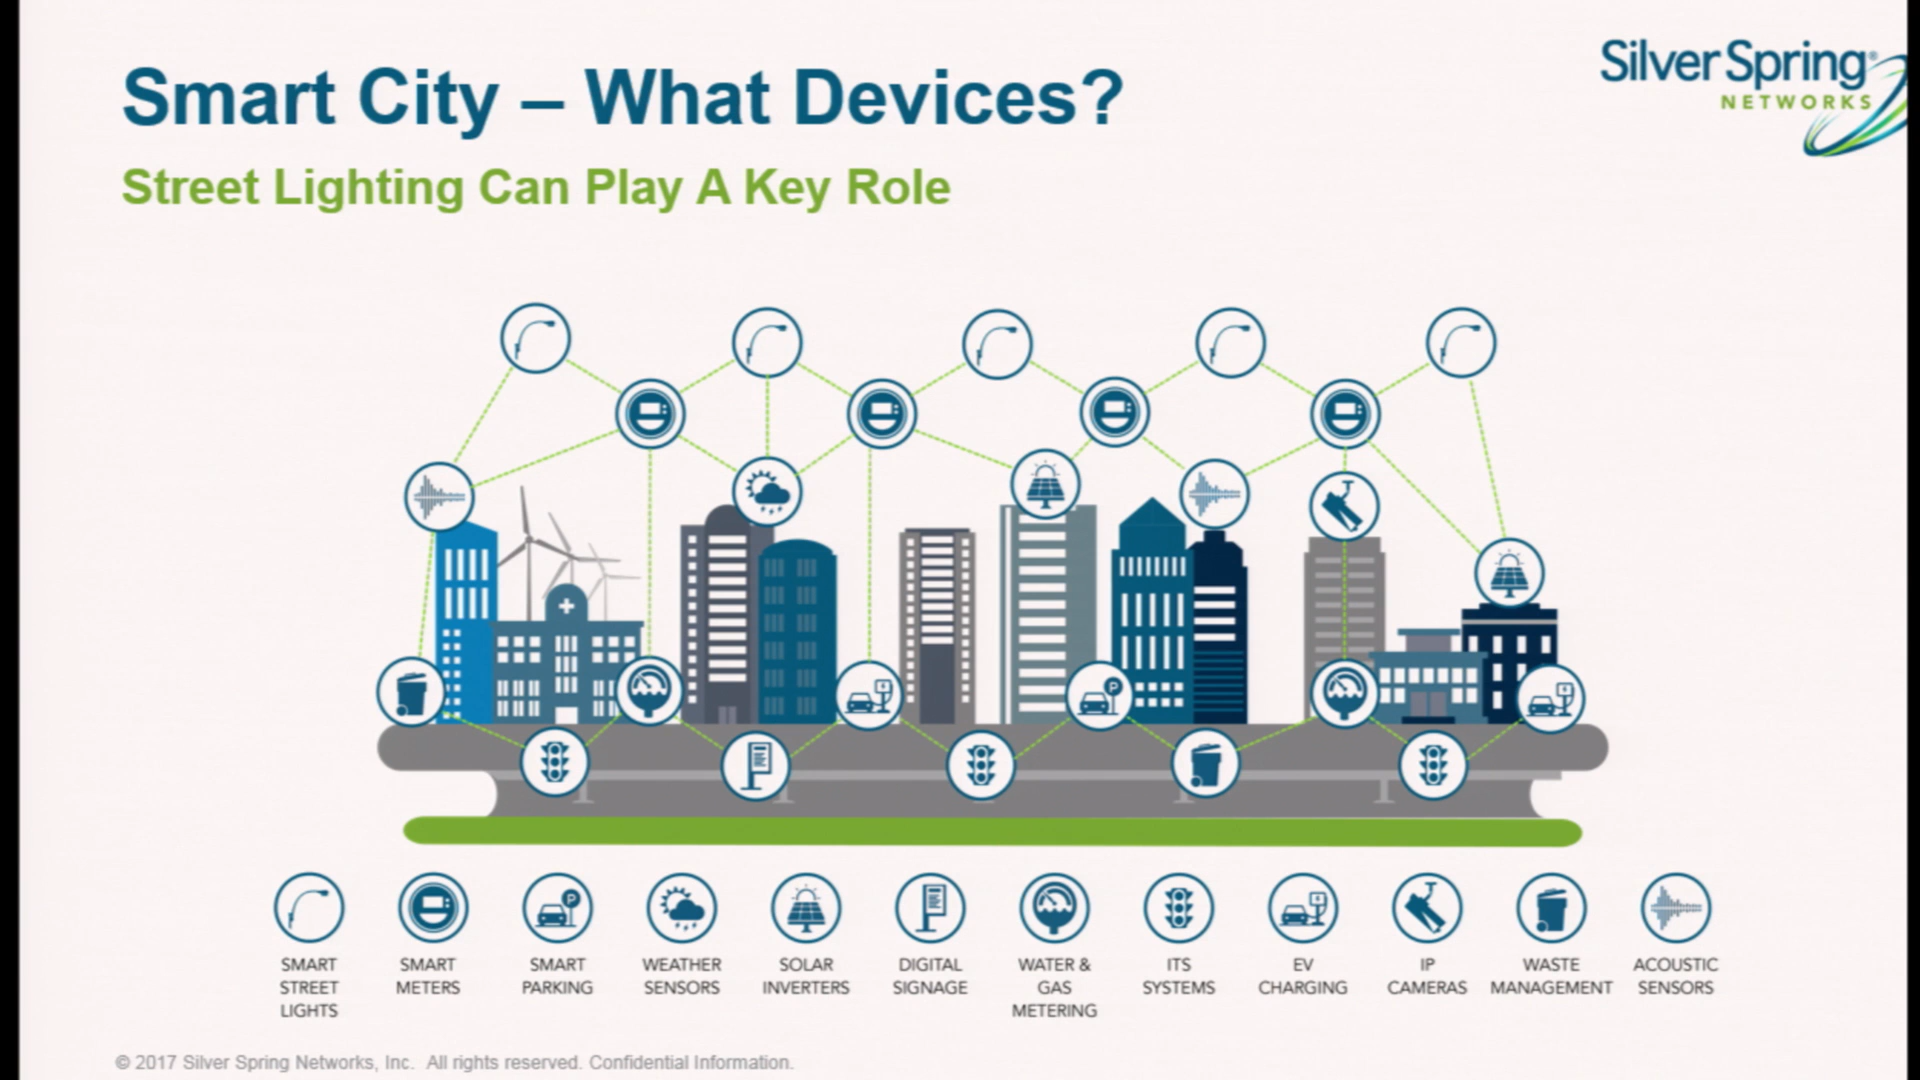 Smart City – What Devices?
Street Lighting Can Play A Key Role
SilverSpring®
NETWORKS
P
SMART
STREET
LIGHTS
SMART
METERS
P
SMART
PARKING
WEATHER
SENSORS
SOLAR
INVERTERS
DIGITAL
SIGNAGE
WATER &
GAS
METERING
ITS
SYSTEMS
EV
CHARGING
IP
CAMERAS
WASTE
MANAGEMENT
ACOUSTIC
SENSORS
© 2017 Silver Spring Networks, Inc. All rights reserved. Confidential Information.